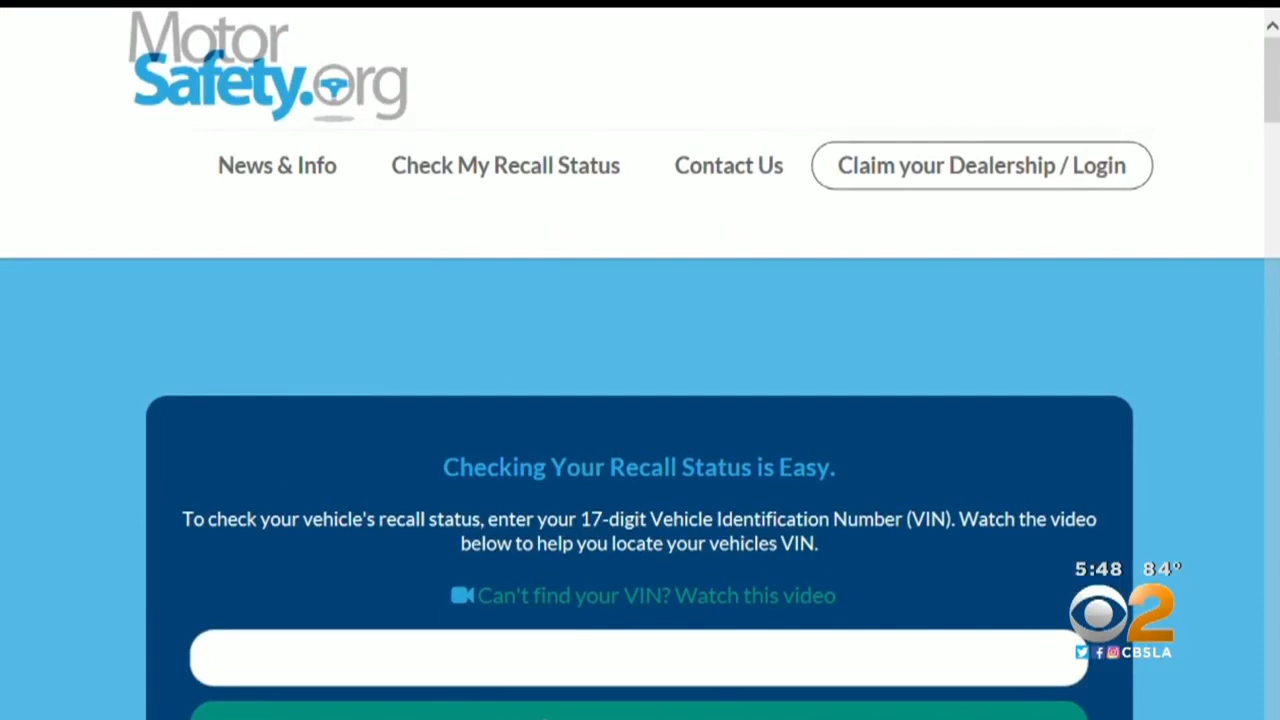 Motor
Safety.org
News & Info
Check My Recall Status
Contact Us
Claim your Dealership / Login
Checking Your Recall Status is Easy.
To check your vehicle's recall status, enter your 17-digit Vehicle Identification Number (VIN). Watch the video
below to help you locate your vehicles VIN.
Can't find your VIN? Watch this video
5:48 84°
2
CBSLA